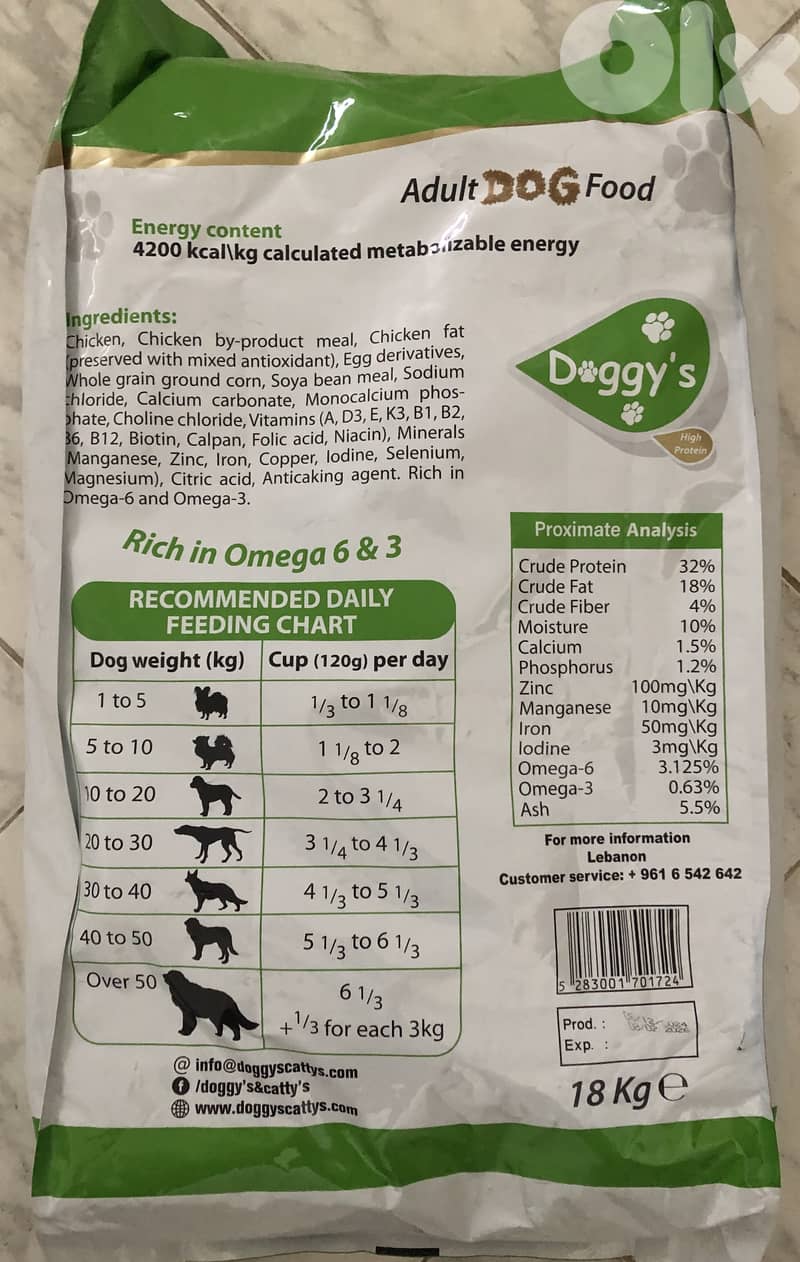 olx
Adult DOG Food
Energy content
4200 kcal\kg calculated metabolizable energy
Ingredients:
Chicken, Chicken by-product meal, Chicken fat
(preserved with mixed antioxidant), Egg derivatives,
Whole grain ground corn, Soya bean meal, Sodium
chloride, Calcium carbonate, Monocalcium phos-
phate, Choline chloride, Vitamins (A, D3, E, K3, B1, B2,
B6, B12, Biotin, Calpan, Folic acid, Niacin), Minerals
Manganese, Zinc, Iron, Copper, Iodine, Selenium,
Magnesium), Citric acid, Anticaking agent. Rich in
Omega-6 and Omega-3.
Doggy's
High
Protein
Rich in Omega 6 & 3
RECOMMENDED DAILY
FEEDING CHART
Dog weight (kg) Cup (120g) per day
1 to 5 1/3 to 1 1/8
5 to 10 1 1/8 to 2
10 to 20 2 to 3 1/4
20 to 30 3 1/4 to 4 1/3
30 to 40 4 1/3 to 5 1/3
40 to 50 5 1/3 to 6 1/3
Over 50 6 1/3
+1/3 for each 3kg
@ info@doggyscattys.com
f /doggy's&catty's
www.doggyscattys.com
Proximate Analysis
Crude Protein 32%
Crude Fat 18%
Crude Fiber 4%
Moisture 10%
Calcium 1.5%
Phosphorus 1.2%
Zinc 100mg\Kg
Manganese 10mg\Kg
Iron 50mg\Kg
Iodine 3mg\Kg
Omega-6 3.125%
Omega-3 0.63%
Ash 5.5%
For more information
Lebanon
Customer service: + 961 6 542 642
5 283001 701724
Prod. :
Exp. :
18 Kg e